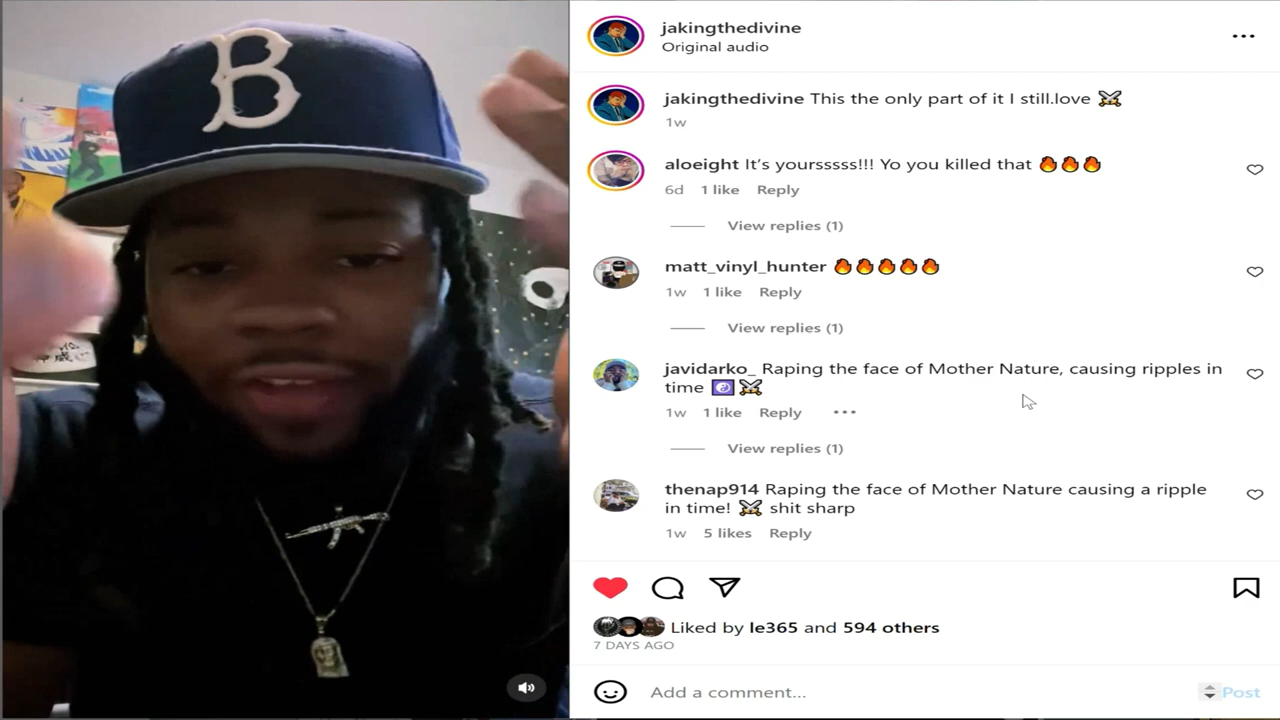 B
jakingthedivine
Original audio
jakingthedivine This the only part of it I still.love ⚔️
1w
aloeight It's yoursssss!!! Yo you killed that 🔥🔥🔥
6d 1 like Reply
View replies (1)
matt_vinyl_hunter 🔥🔥🔥🔥🔥
1w 1 like Reply
View replies (1)
javidarko_ Raping the face of Mother Nature, causing ripples in
time ☯️⚔️
1w 1 like Reply
View replies (1)
thenap914 Raping the face of Mother Nature causing a ripple
in time! ⚔️ shit sharp
1w 5 likes Reply
Liked by le365 and 594 others
7 DAYS AGO
Add a comment...
Post